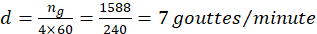 d = n_g/(4×60) = 1588/240 = 7 gouttes/minute